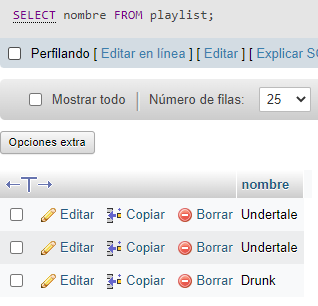 SELECT nombre FROM playlist;
Perfilando [ Editar en línea ] [ Editar ] [ Explicar
Mostrar todo Número de filas: 25
Opciones extra
nombre
Editar Copiar Borrar Undertale
Editar Copiar Borrar Undertale
Editar Copiar Borrar Drunk